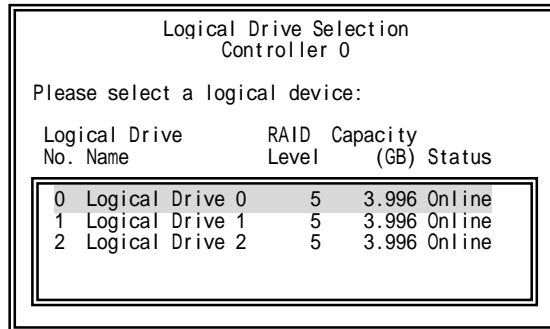 Logical Drive Selection
Controller 0
Please select a logical device:
Logical Drive RAID Capacity
No. Name Level (GB) Status
0 Logical Drive 0 5 3.996 Online
1 Logical Drive 1 5 3.996 Online
2 Logical Drive 2 5 3.996 Online